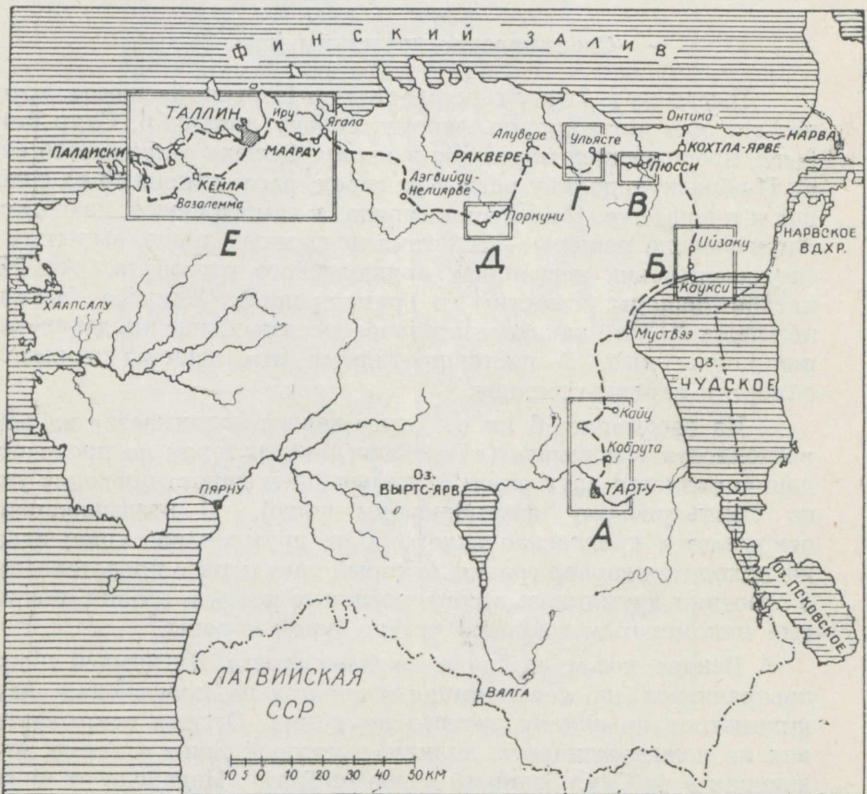 ФИНСКИЙ ЗАЛИВ
ТАЛЛИН
Иру
Ягала
МААРДУ
ПАЛДИСКИ
КЕЙЛА
Вазалемма
Е
Аэгвийду-
Нелиярве
Алувере
РАКВЕРЕ
Поркуни
Д
Ульясте
Г
Онтика
КОХТЛА-ЯРВЕ
ПЮССИ
В
НАРВА
НАРВСКОЕ
ВДХР.
Ийзаку
Б
Каукси
Муствээ
ОЗ.
ЧУДСКОЕ
ХААПСАЛУ
Кайу
Кобрута
ТАРТУ
А
ОЗ.
ВЫРТС-ЯРВ
ПЯРНУ
ОЗ. ПСКОВСКОЕ
ВАЛГА
ЛАТВИЙСКАЯ
ССР
10 5 0 10 20 30 40 50 КМ